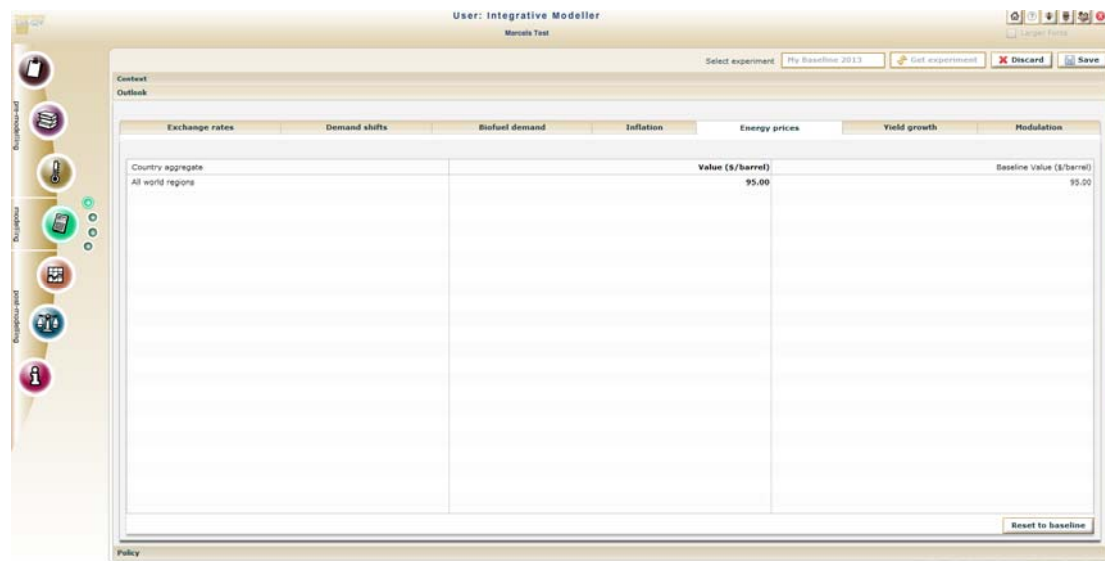 User: Integrative Modeller
Marcels Test
Larger Fonts
Select experiment My Baseline 2013 Get experiment Discard Save
Context
Outlook
Exchange rates Demand shifts Biofuel demand Inflation Energy prices Yield growth Modulation
Country aggregate Value ($/barrel) Baseline Value ($/barrel)
All world regions 95.00 95.00
Reset to baseline
Policy
pre-modelling
modelling
post-modelling